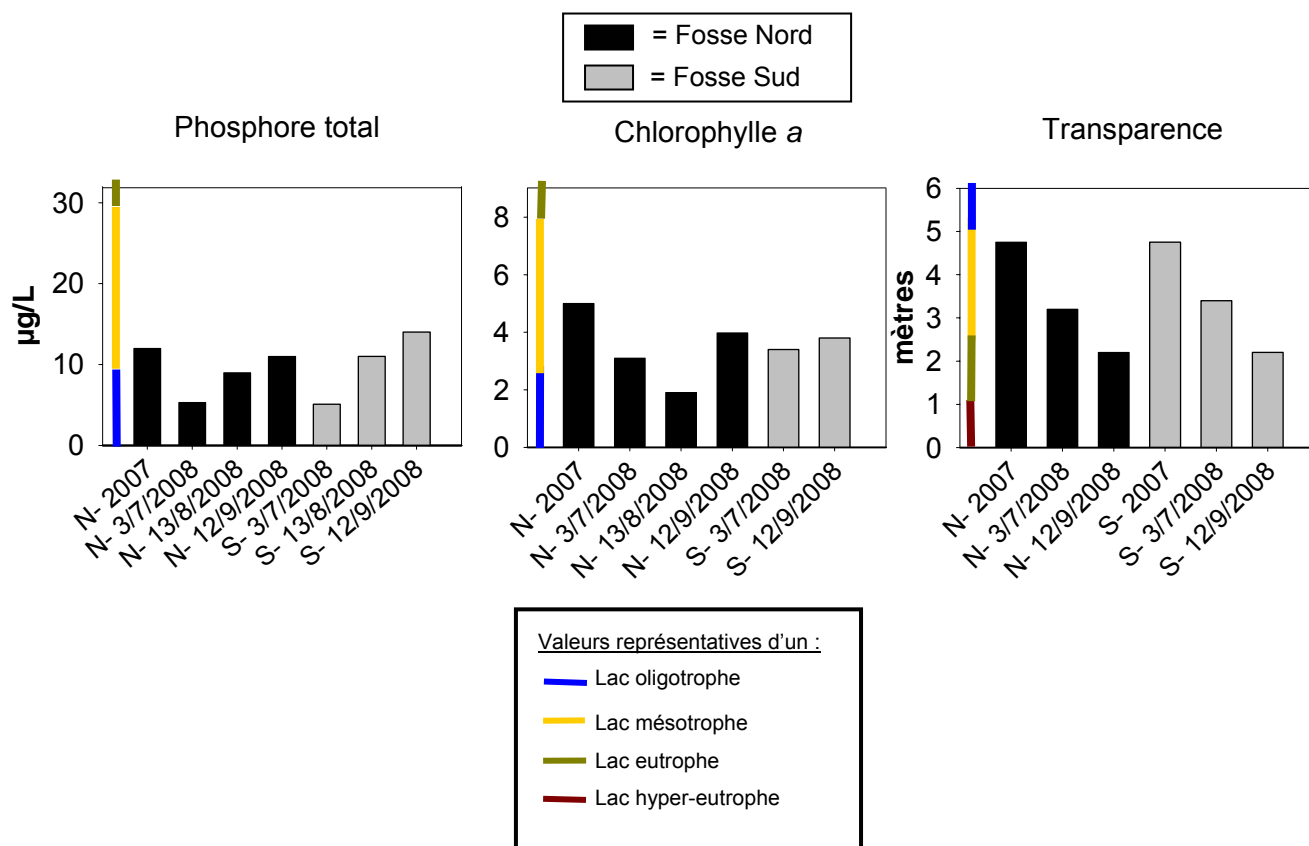 = Fosse Nord
= Fosse Sud
Phosphore total
µg/L
30
20
10
0
N- 2007
N- 3/7/2008
N- 13/8/2008
N- 12/9/2008
S- 3/7/2008
S- 13/8/2008
S- 12/9/2008
Chlorophylle a
8
6
4
2
0
N- 2007
N- 3/7/2008
N- 13/8/2008
N- 12/9/2008
S- 3/7/2008
S- 12/9/2008
Transparence
mètres
6
5
4
3
2
1
0
N- 2007
N- 3/7/2008
N- 12/9/2008
S- 2007
S- 3/7/2008
S- 12/9/2008
Valeurs représentatives d'un :
Lac oligotrophe
Lac mésotrophe
Lac eutrophe
Lac hyper-eutrophe